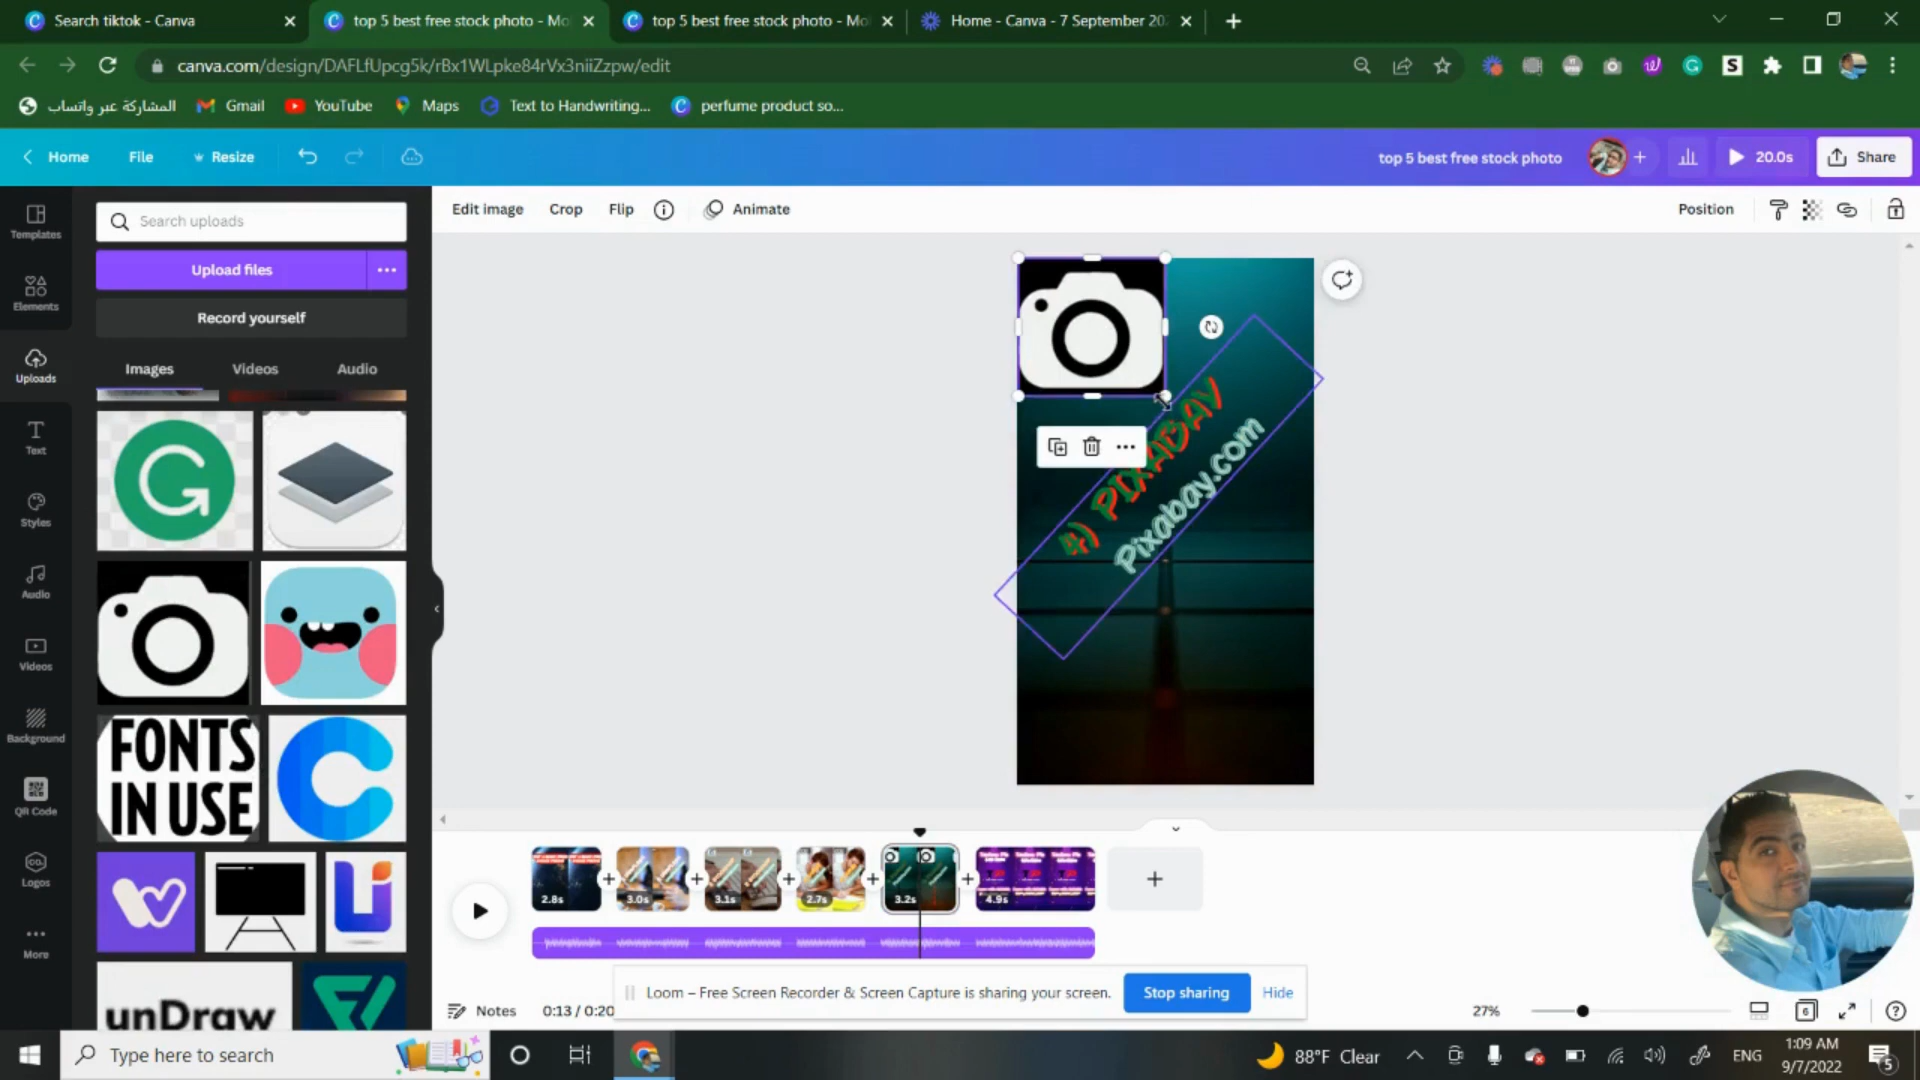 Search tiktok - Canva
top 5 best free stock photo - Mo
top 5 best free stock photo - Mo
Home - Canva - 7 September 202
canva.com/design/DAFLfUpcg5k/rBx1WLpke84rVx3niiZzpw/edit
المشاركة عبر واتساب
Gmail
YouTube
Maps
Text to Handwriting...
perfume product so...
Home
File
Resize
top 5 best free stock photo
20.0s
Share
Templates
Elements
Uploads
Text
Styles
Audio
Videos
Background
QR Code
Logos
More
Search uploads
Upload files
Record yourself
Images
Videos
Audio
FONTS
IN USE
unDraw
Edit image
Crop
Flip
Animate
Position
4) PIXABAY
Pixabay.com
2.8s
3.0s
3.1s
2.7s
3.2s
4.9s
Loom – Free Screen Recorder & Screen Capture is sharing your screen.
Stop sharing
Hide
Notes
0:13 / 0:20
27%
6
Type here to search
88°F Clear
ENG
1:09 AM
9/7/2022
5